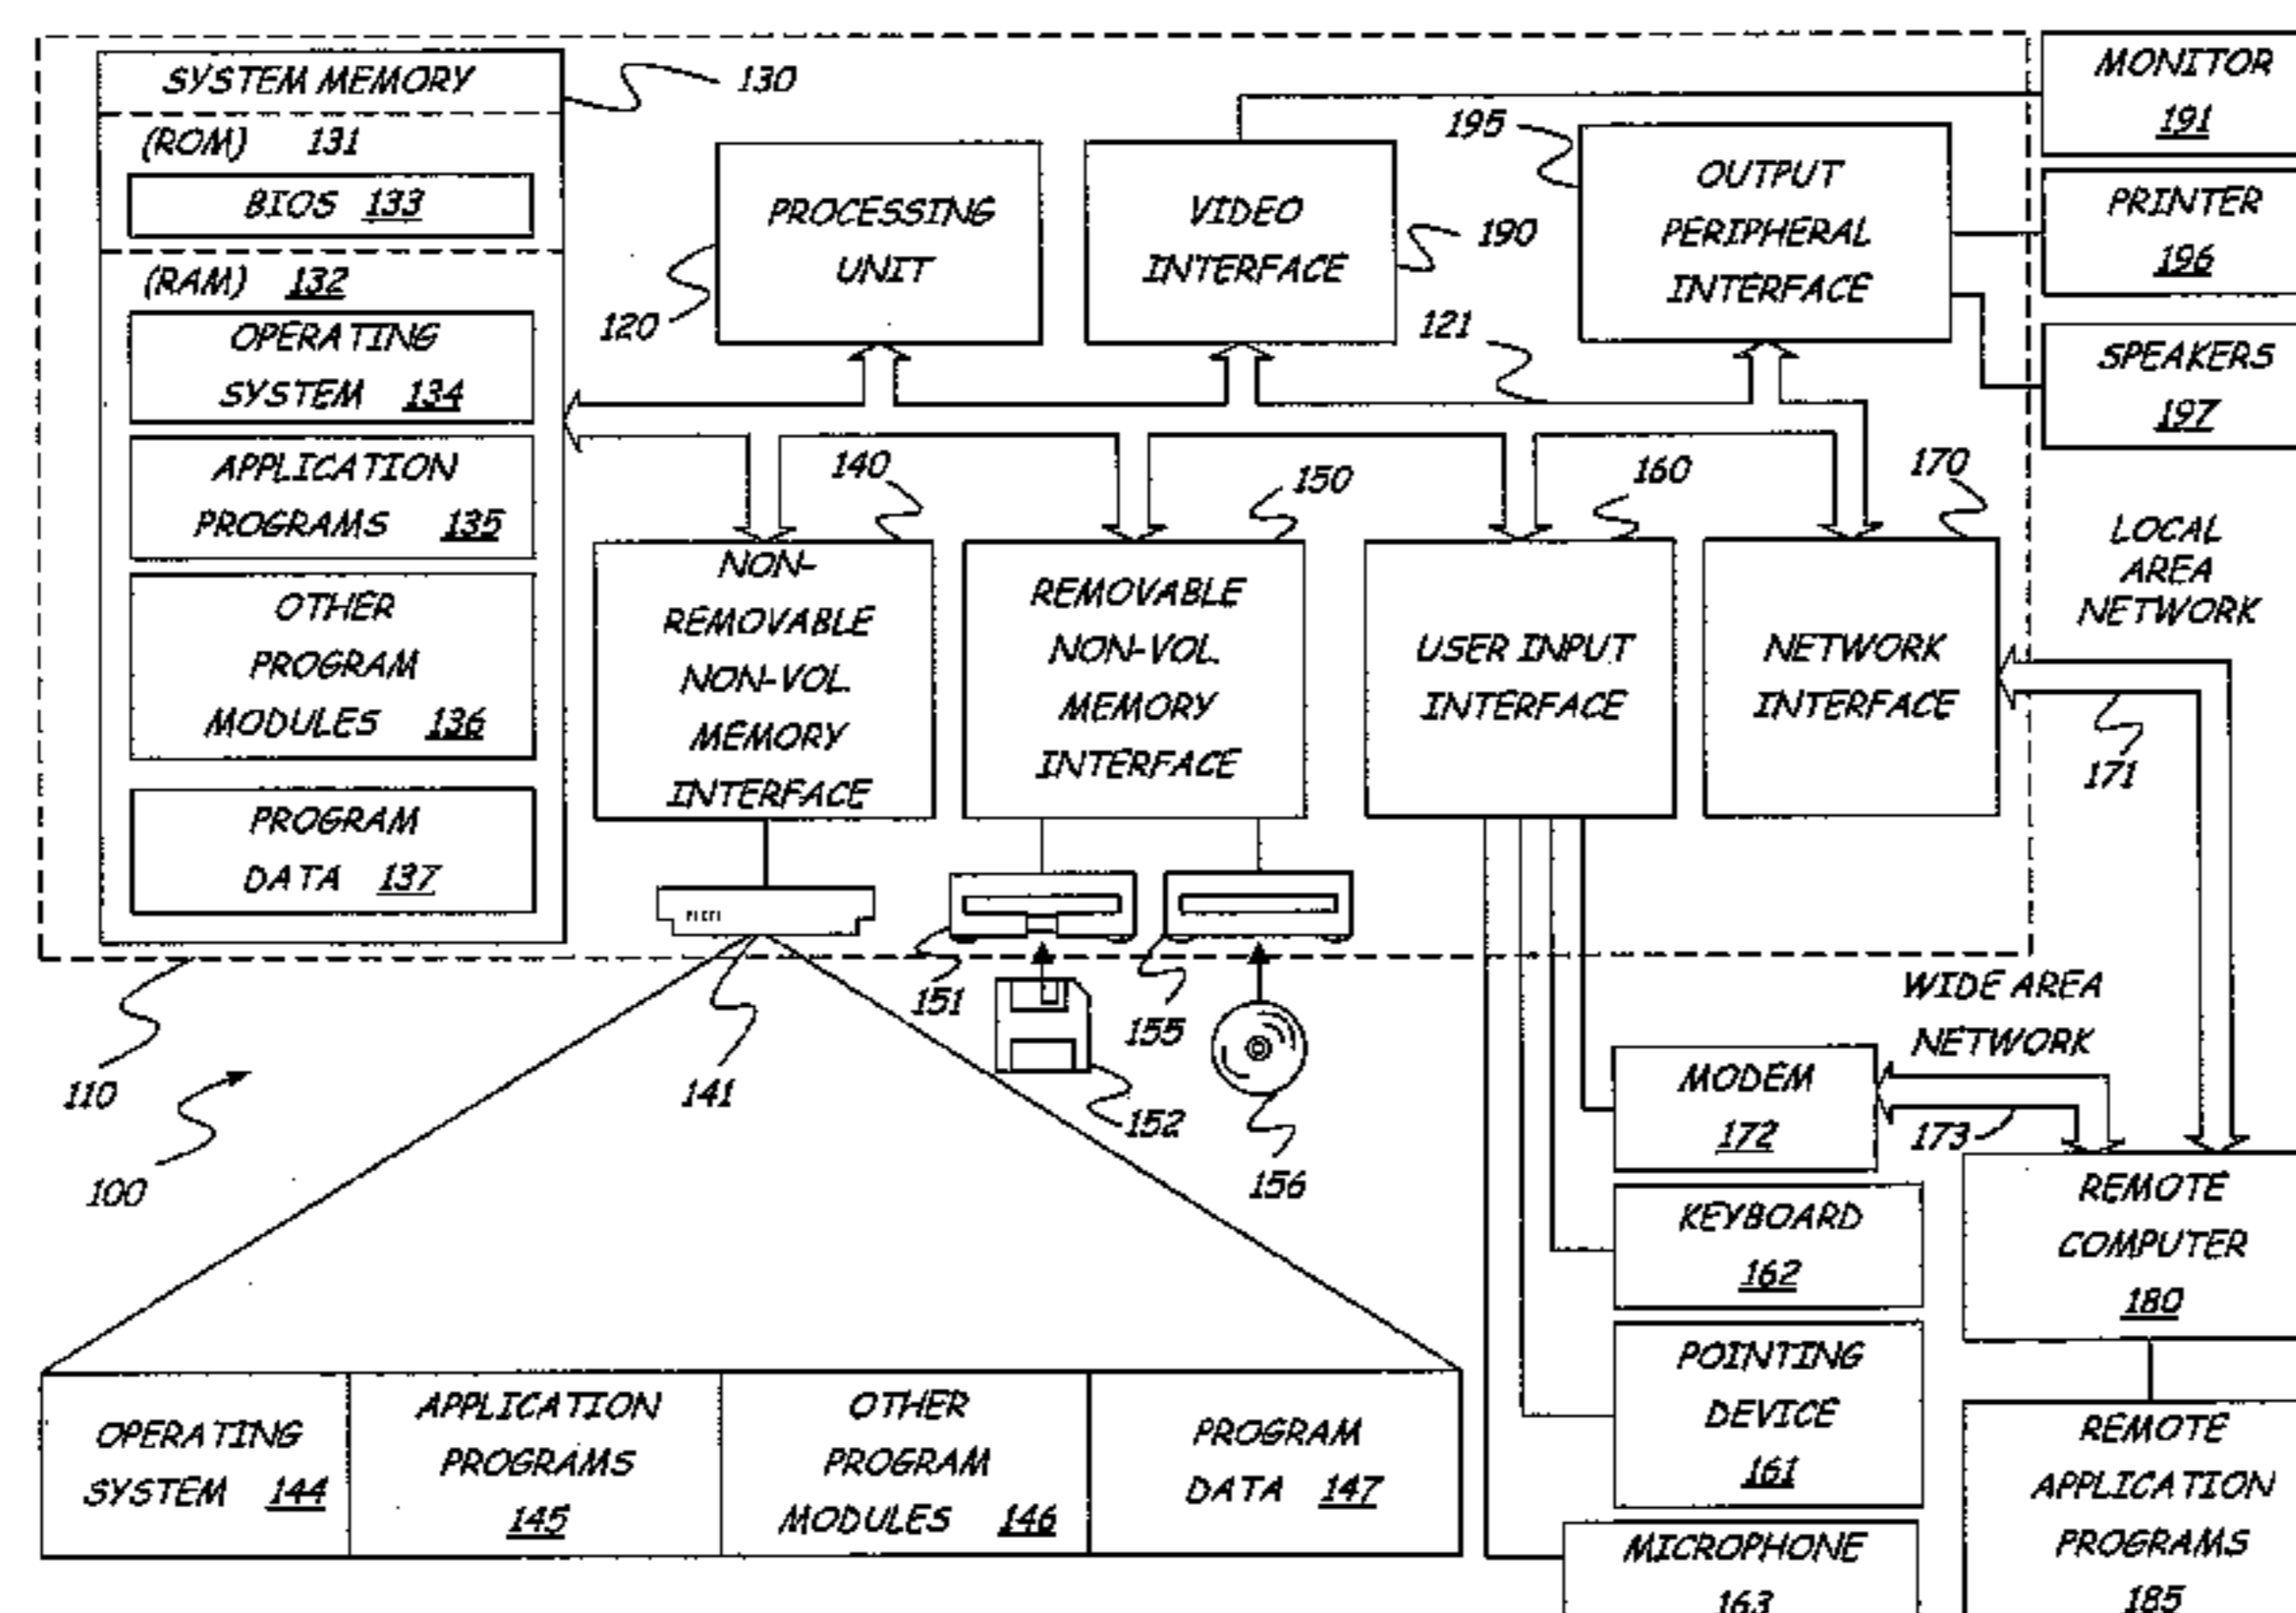 SYSTEM MEMORY
130
(ROM) 131
BIOS 133
(RAM) 132
OPERATING
SYSTEM 134
APPLICATION
PROGRAMS 135
OTHER
PROGRAM
MODULES 136
PROGRAM
DATA 137
PROCESSING
UNIT
120
VIDEO
INTERFACE
190
195
OUTPUT
PERIPHERAL
INTERFACE
121
MONITOR
191
PRINTER
196
SPEAKERS
197
140
NON-
REMOVABLE
NON-VOL.
MEMORY
INTERFACE
150
REMOVABLE
NON-VOL.
MEMORY
INTERFACE
160
USER INPUT
INTERFACE
170
NETWORK
INTERFACE
LOCAL
AREA
NETWORK
171
110
100
141
151
152
155
156
WIDE AREA
NETWORK
173
MODEM
172
KEYBOARD
162
POINTING
DEVICE
161
MICROPHONE
163
REMOTE
COMPUTER
180
REMOTE
APPLICATION
PROGRAMS
185
OPERATING
SYSTEM 144
APPLICATION
PROGRAMS
145
OTHER
PROGRAM
MODULES 146
PROGRAM
DATA 147